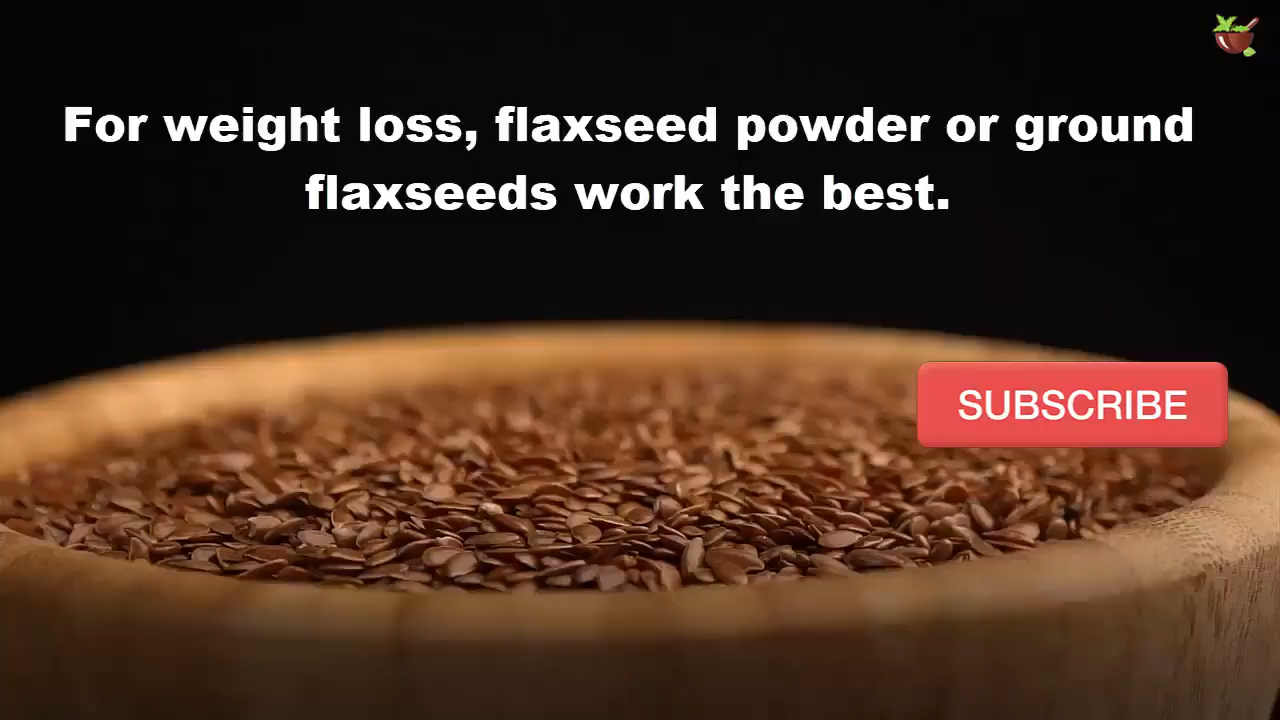 For weight loss, flaxseed powder or ground
flaxseeds work the best.
SUBSCRIBE